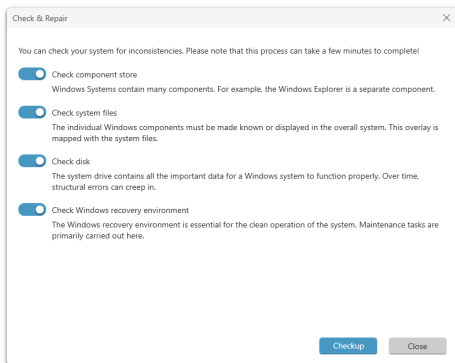 Check & Repair
You can check your system for inconsistencies. Please note that this process can take a few minutes to complete!
Check component store
Windows Systems contain many components. For example, the Windows Explorer is a separate component.
Check system files
The individual Windows components must be made known or displayed in the overall system. This overlay is
mapped with the system files.
Check disk
The system drive contains all the important data for a Windows system to function properly. Over time,
structural errors can creep in.
Check Windows recovery environment
The Windows recovery environment is essential for the clean operation of the system. Maintenance tasks are
primarily carried out here.
Checkup
Close